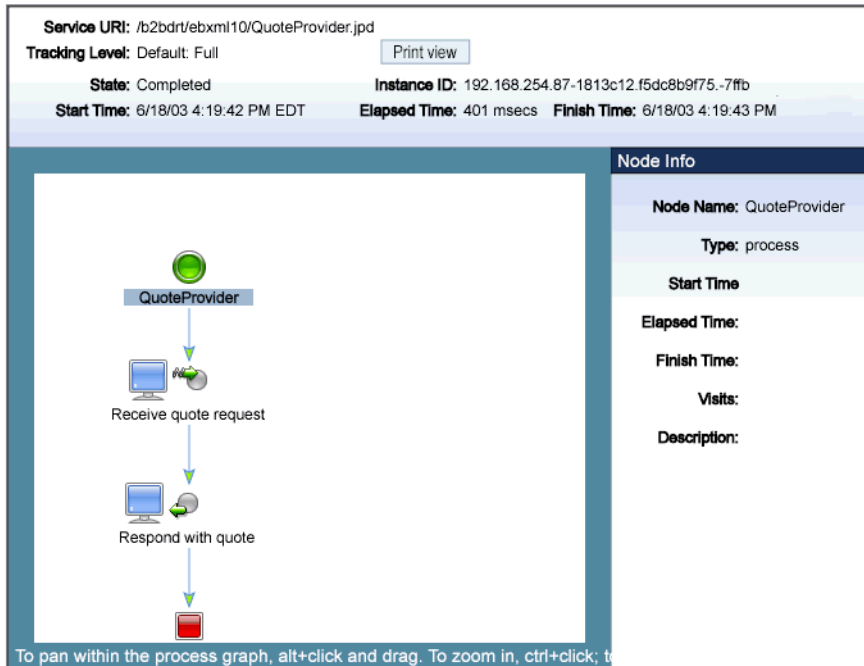 Service URI: /b2bdrt/ebxml10/QuoteProvider.jpd
Tracking Level: Default: Full Print view
State: Completed Instance ID: 192.168.254.87-1813c12.f5dc8b9f75.-7ffb
Start Time: 6/18/03 4:19:42 PM EDT Elapsed Time: 401 msecs Finish Time: 6/18/03 4:19:43 PM
Node Info
Node Name: QuoteProvider
Type: process
Start Time
Elapsed Time:
Finish Time:
Visits:
Description:
QuoteProvider
Receive quote request
Respond with quote
To pan within the process graph, alt+click and drag. To zoom in, ctrl+click;